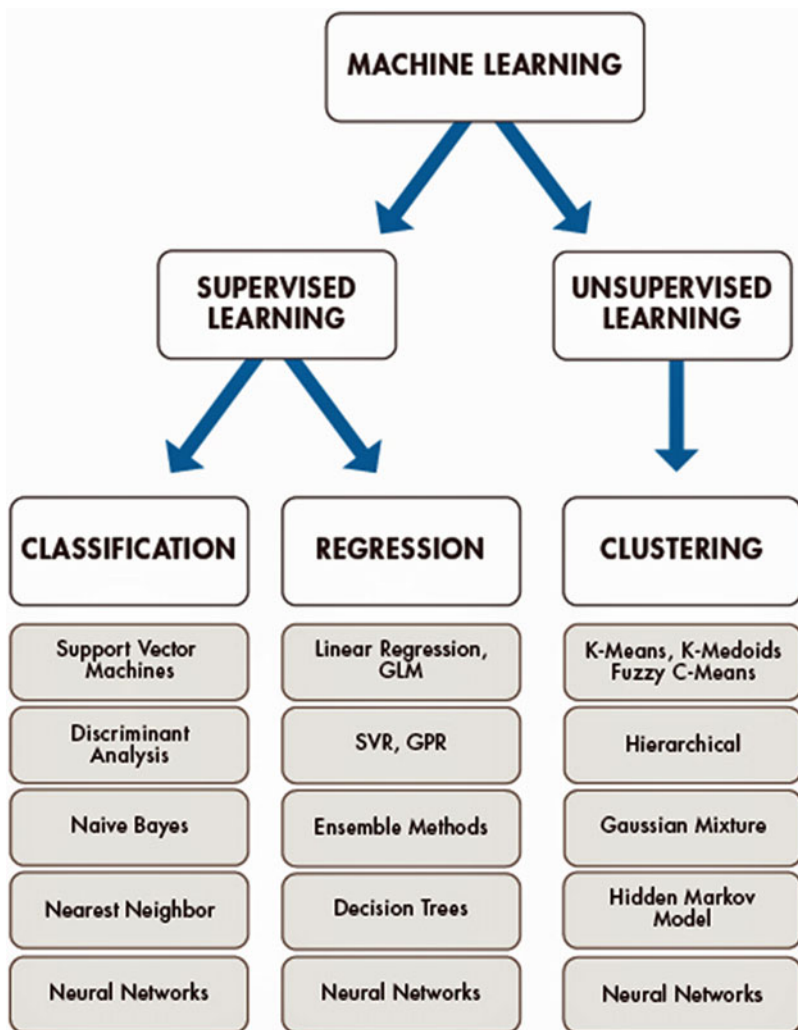 MACHINE LEARNING
SUPERVISED
LEARNING
UNSUPERVISED
LEARNING
CLASSIFICATION
Support Vector
Machines
Discriminant
Analysis
Naive Bayes
Nearest Neighbor
Neural Networks
REGRESSION
Linear Regression,
GLM
SVR, GPR
Ensemble Methods
Decision Trees
Neural Networks
CLUSTERING
K-Means, K-Medoids
Fuzzy C-Means
Hierarchical
Gaussian Mixture
Hidden Markov
Model
Neural Networks